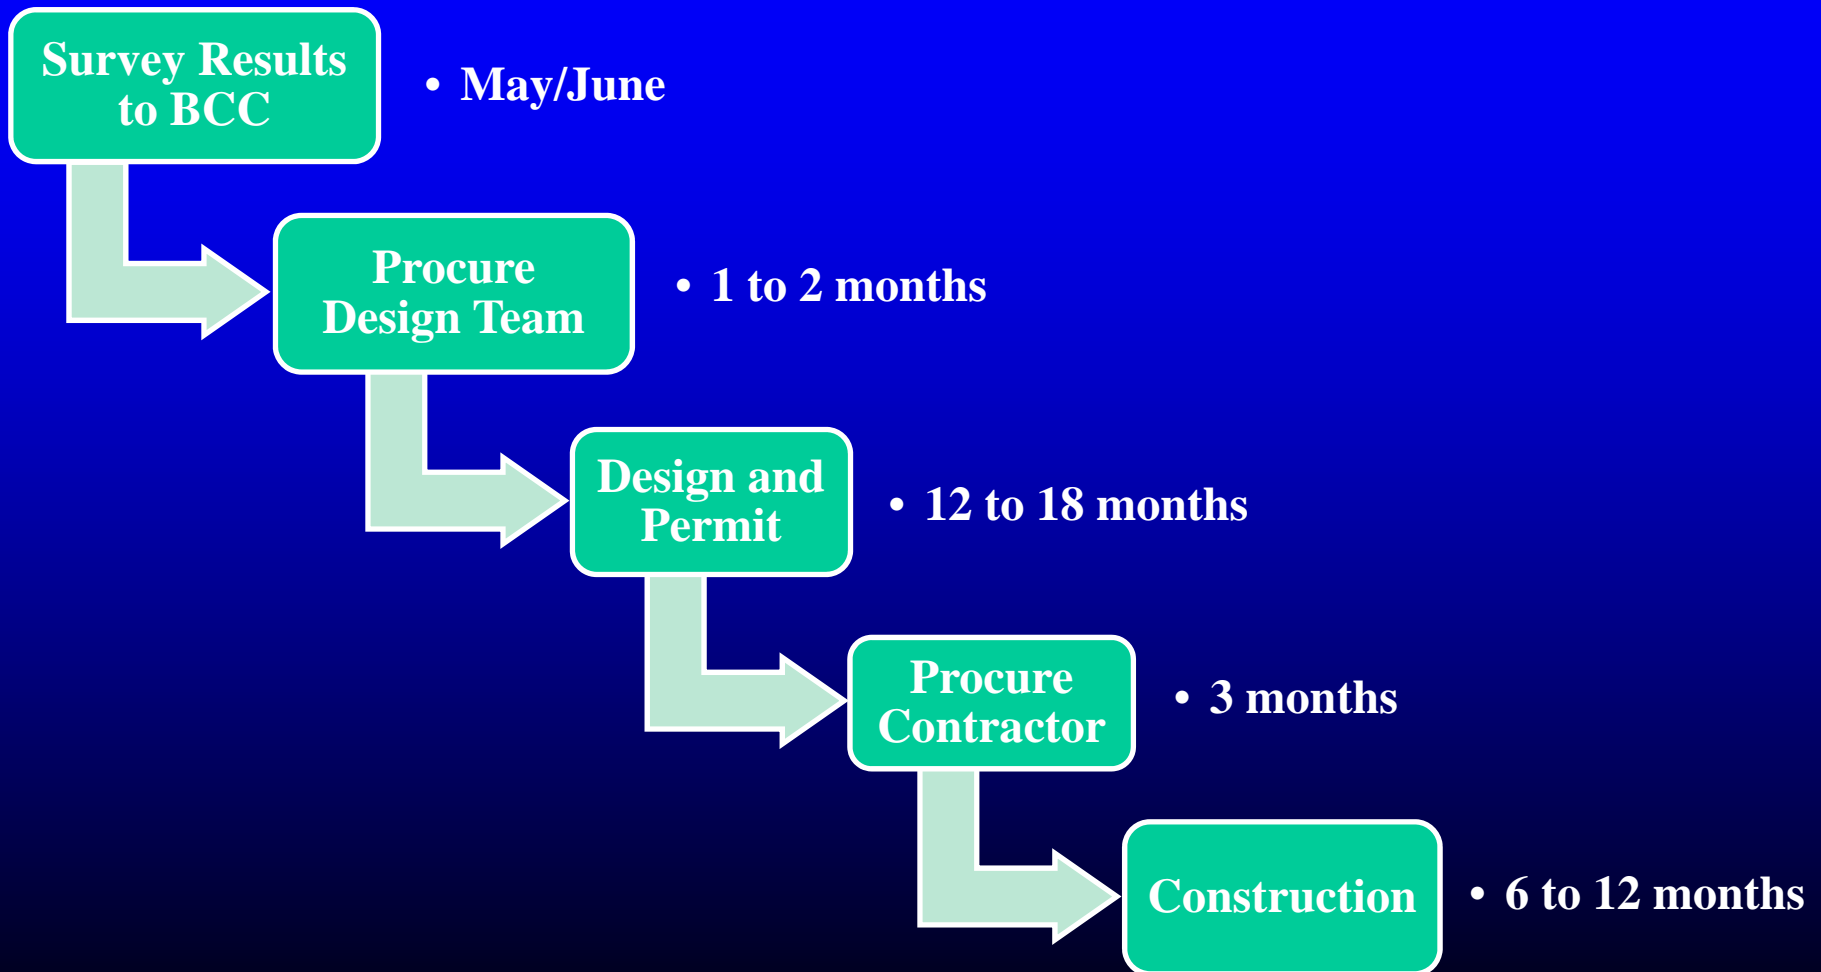 Survey Results
to BCC
• May/June
Procure
Design Team
• 1 to 2 months
Design and
Permit
• 12 to 18 months
Procure
Contractor
• 3 months
Construction
• 6 to 12 months